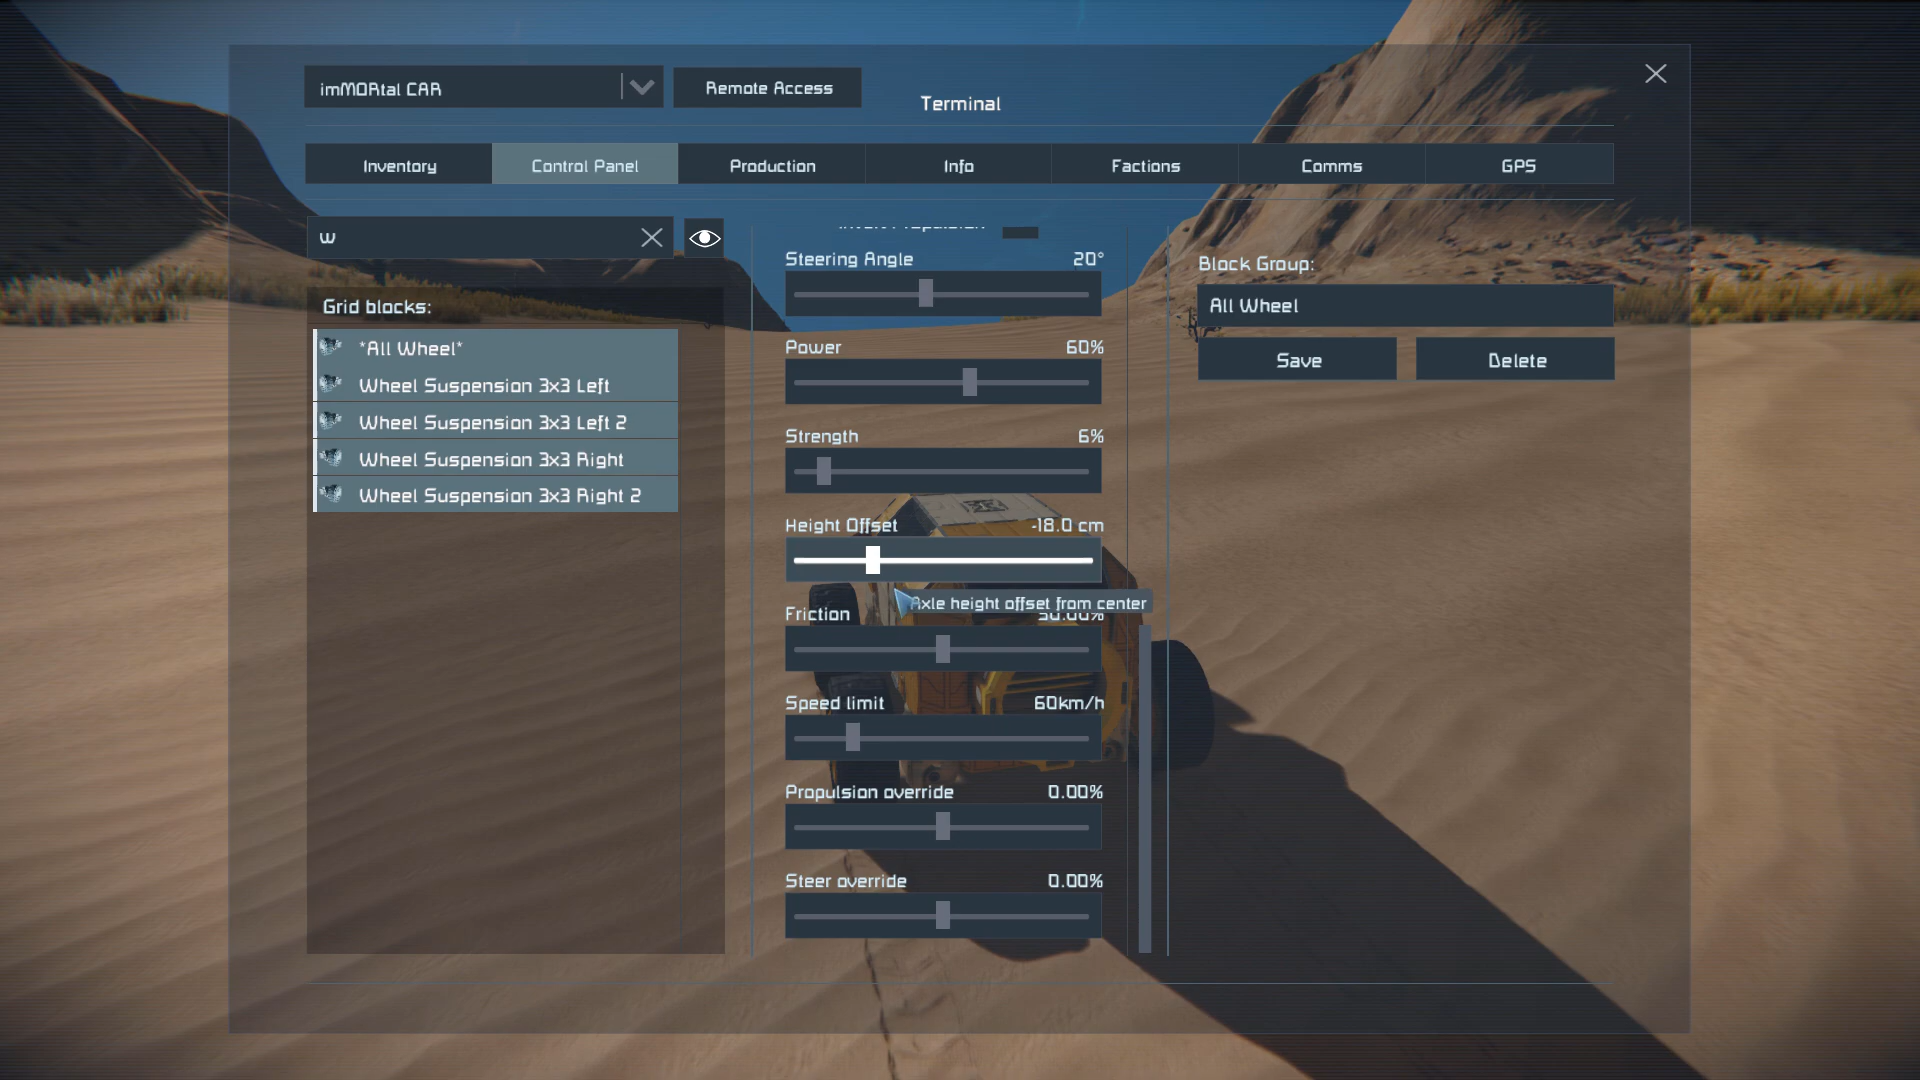 imMORtal CAR
Remote Access
Terminal
Inventory
Control Panel
Production
Info
Factions
Comms
GPS
w
Grid blocks:
*All Wheel*
Wheel Suspension 3x3 Left
Wheel Suspension 3x3 Left 2
Wheel Suspension 3x3 Right
Wheel Suspension 3x3 Right 2
Steering Angle 20°
Power 60%
Strength 6%
Height Offset -18.0 cm
Axle height offset from center
Friction 50.00%
Speed limit 60km/h
Propulsion override 0.00%
Steer override 0.00%
Block Group:
All Wheel
Save
Delete